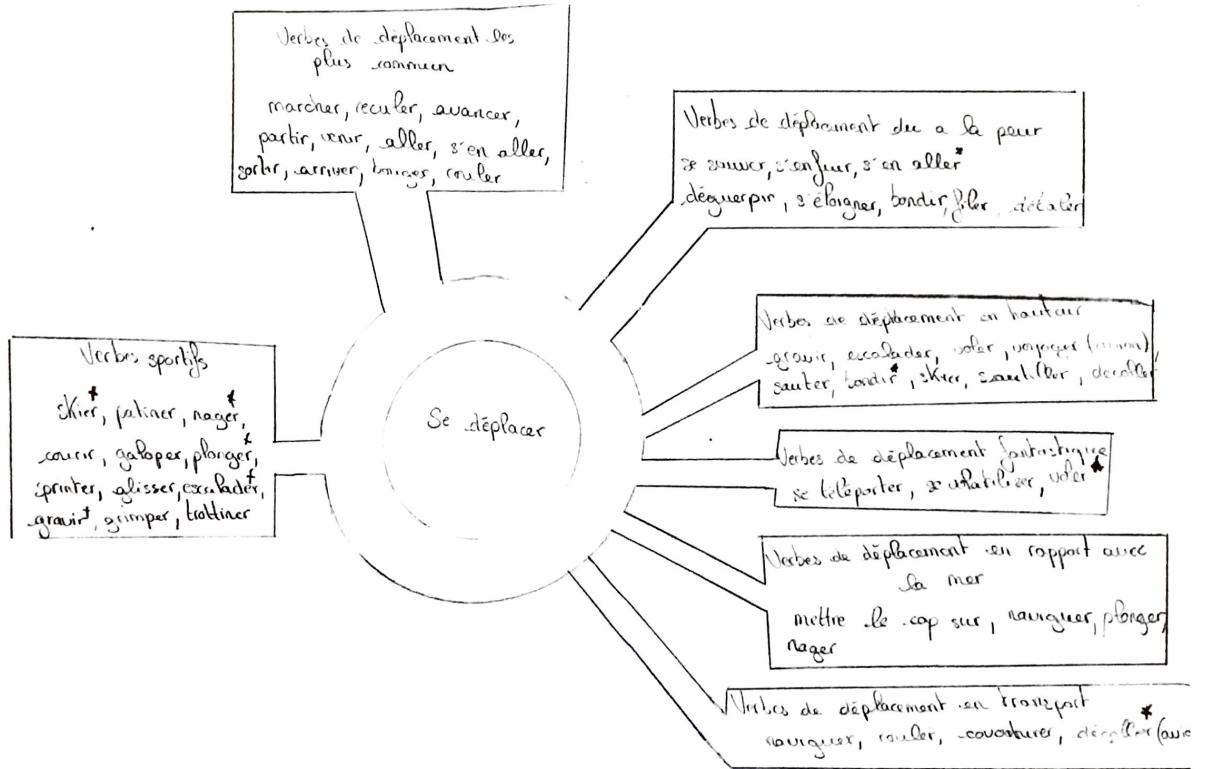 Verbes de déplacement les
plus commun
marcher, reculer, avancer,
partir, venir, aller, s'en aller,
sortir, arriver, bouger, rouler
Verbes de déplacement du a la peur
se sauver, s'enfuir, s'en aller*
déguerpir, s'éloigner, bondir, filer, détaler
Verbes de déplacement en hauteur
gravir, escalader, voler, voyager
sauter, bondir*, skier, sautiller, décoller
Verbes sportifs
skier*, patiner, nager*,
courir, galoper, plonger*,
sprinter, glisser, escalader*,
gravir*, grimper, trottiner
Se déplacer
Verbes de déplacement fantastique
se téléporter, se volatiliser, voler*
Verbes de déplacement en rapport avec
la mer
mettre le cap sur, naviguer, plonger,
nager
Verbes de déplacement en transport
naviguer, rouler, covoiturer, décoller*